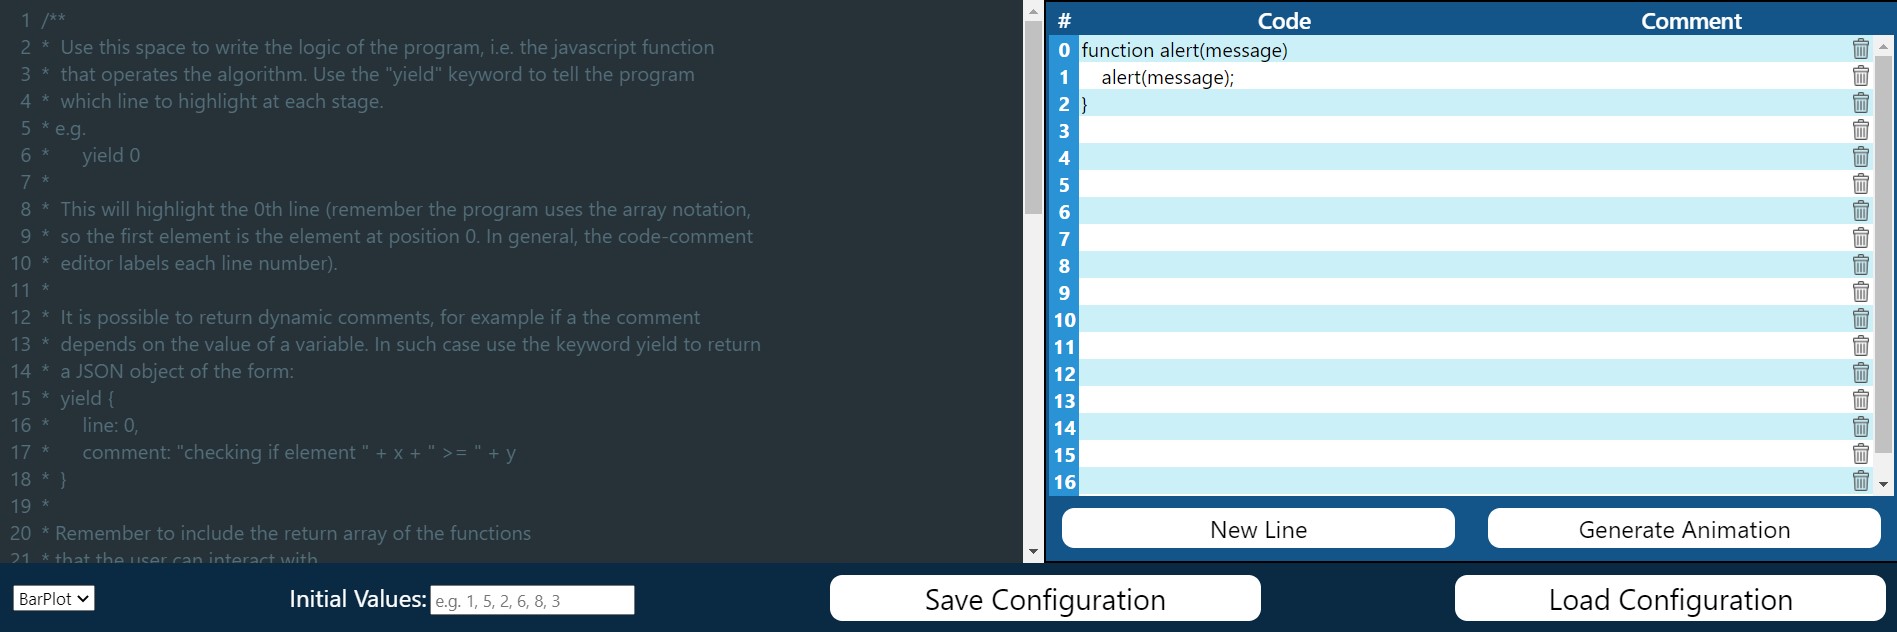 1 /**
2 * Use this space to write the logic of the program, i.e. the javascript function
3 * that operates the algorithm. Use the "yield" keyword to tell the program
4 * which line to highlight at each stage.
5 * e.g.
6 * yield 0
7 *
8 * This will highlight the 0th line (remember the program uses the array notation,
9 * so the first element is the element at position 0. In general, the code-comment
10 * editor labels each line number).
11 *
12 * It is possible to return dynamic comments, for example if a the comment
13 * depends on the value of a variable. In such case use the keyword yield to return
14 * a JSON object of the form:
15 * yield {
16 * line: 0,
17 * comment: "checking if element " + x + " >= " + y
18 * }
19 *
20 * Remember to include the return array of the functions
21 * that the user can interact with
# Code Comment
0 function alert(message)
1 alert(message);
2 }
3
4
5
6
7
8
9
10
11
12
13
14
15
16
New Line Generate Animation
BarPlot Initial Values: e.g. 1, 5, 2, 6, 8, 3 Save Configuration Load Configuration